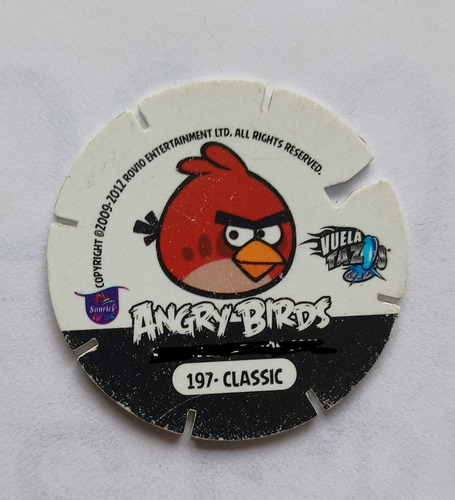 COPYRIGHT ©2009-2012 ROVIO ENTERTAINMENT LTD. ALL RIGHTS RESERVED.
VUELA
TAZOS
Sonrics
ANGRY BIRDS
197- CLASSIC